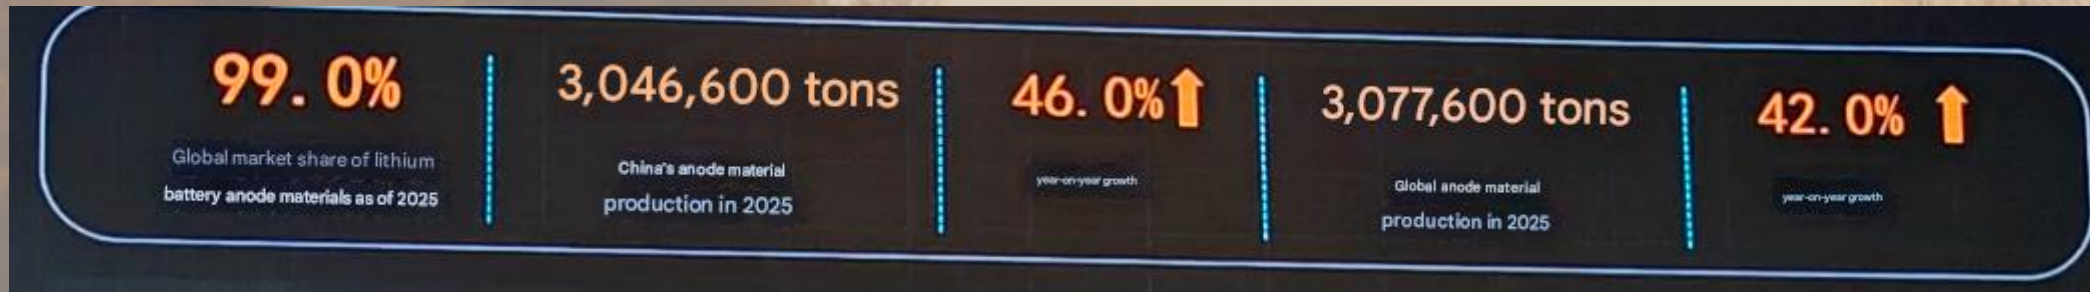 99. 0%
Global market share of lithium
battery anode materials as of 2025
3,046,600 tons
China's anode material
production in 2025
46. 0%
year-on-year growth
3,077,600 tons
Global anode material
production in 2025
42. 0%
year-on-year growth